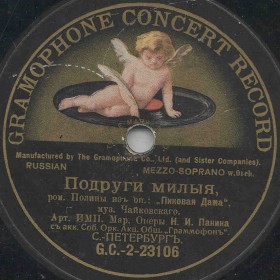 GRAMOPHONE CONCERT RECORD
Manufactured by The Gramophone Co., Ltd. (and Sister Companies).
RUSSIAN MEZZO-SOPRANO w.Orch.
Подруги милыя,
ром. Полины изъ оп.: „Пиковая Дама",
муз. Чайковскаго.
Арт. ИМП. Мар. Оперы Н. И. Панина
съ акк. Соб. Орк. Акц. Общ. „Граммофонъ".
С.-ПЕТЕРБУРГЪ.
G.C.-2-23106